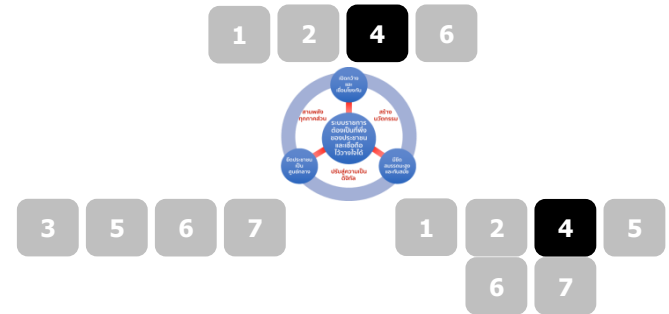 1 2 4 6
เปิดกว้าง
และ
เชื่อมโยงกัน
สานพลัง
ทุกภาคส่วน
สร้าง
นวัตกรรม
ระบบราชการ
ต้องเป็นที่พึ่ง
ของประชาชน
และเชื่อถือ
ไว้วางใจได้
ยึดประชาชน
เป็น
ศูนย์กลาง
มีขีด
สมรรถนะสูง
และทันสมัย
ปรับสู่ความเป็น
ดิจิทัล
3 5 6 7
1 2 4 5
6 7